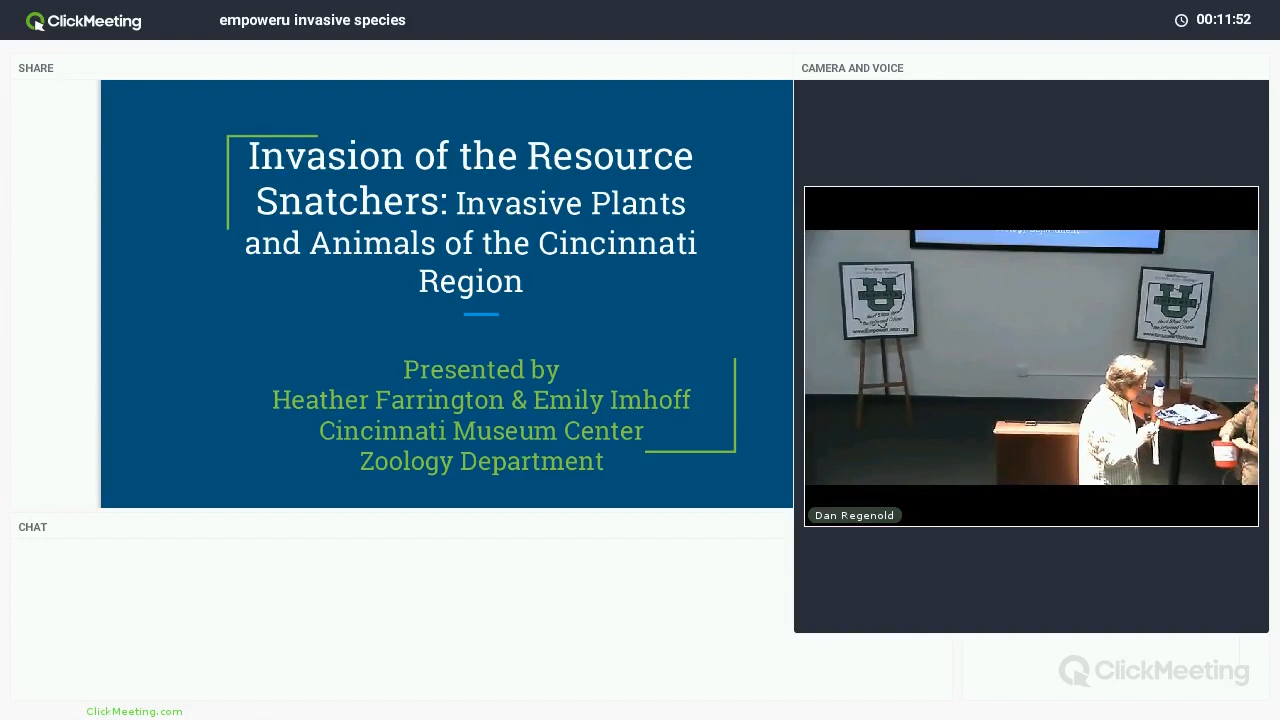 ClickMeeting
empoweru invasive species
00:11:52
SHARE
Invasion of the Resource
Snatchers: Invasive Plants
and Animals of the Cincinnati
Region
Presented by
Heather Farrington & Emily Imhoff
Cincinnati Museum Center
Zoology Department
CAMERA AND VOICE
U
U
Dan Regenold
CHAT
ClickMeeting
ClickMeeting.com